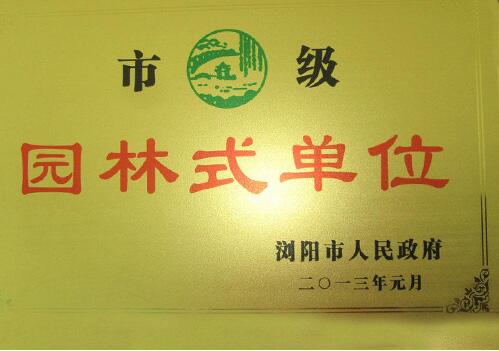 市级
园林式单位
浏阳市人民政府
二〇一三年元月